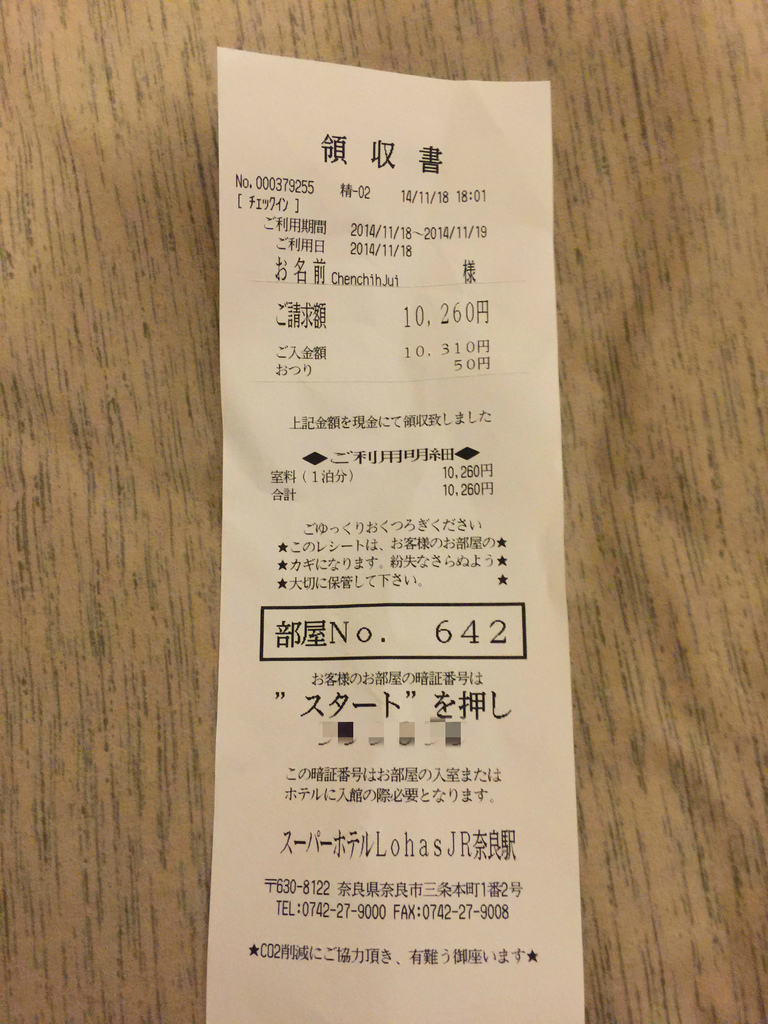 領収書
No.000379255 精-02 14/11/18 18:01
[ チェックイン ]
ご利用期間 2014/11/18～2014/11/19
ご利用日 2014/11/18
お名前 ChenchihJui 様
ご請求額 10,260円
ご入金額 10,310円
おつり 50円
上記金額を現金にて領収致しました
◆ご利用明細◆
室料(1泊分) 10,260円
合計 10,260円
ごゆっくりおくつろぎください
★このレシートは、お客様のお部屋の★
★カギになります。紛失なさらぬよう★
★大切に保管して下さい。 ★
部屋No. 642
お客様のお部屋の暗証番号は
”スタート”を押し
この暗証番号はお部屋の入室または
ホテルに入館の際必要となります。
スーパーホテルLohasJR奈良駅
〒630-8122 奈良県奈良市三条本町1番2号
TEL:0742-27-9000 FAX:0742-27-9008
★CO2削減にご協力頂き、有難う御座います★